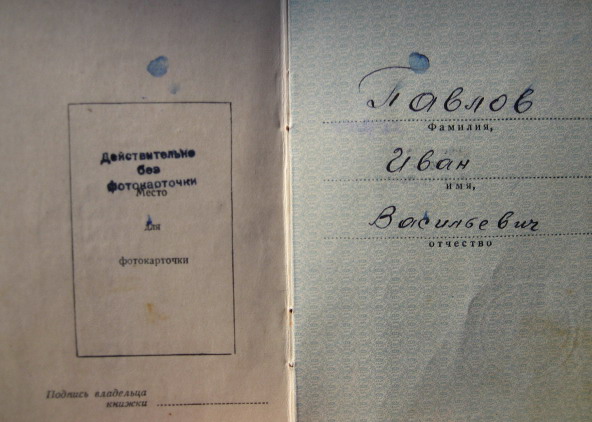 Действительно
без
фотокарточки
Место
для
фотокарточки
Подпись владельца
книжки
Павлов
Фамилия,
Иван
имя,
Васильевич
отчество